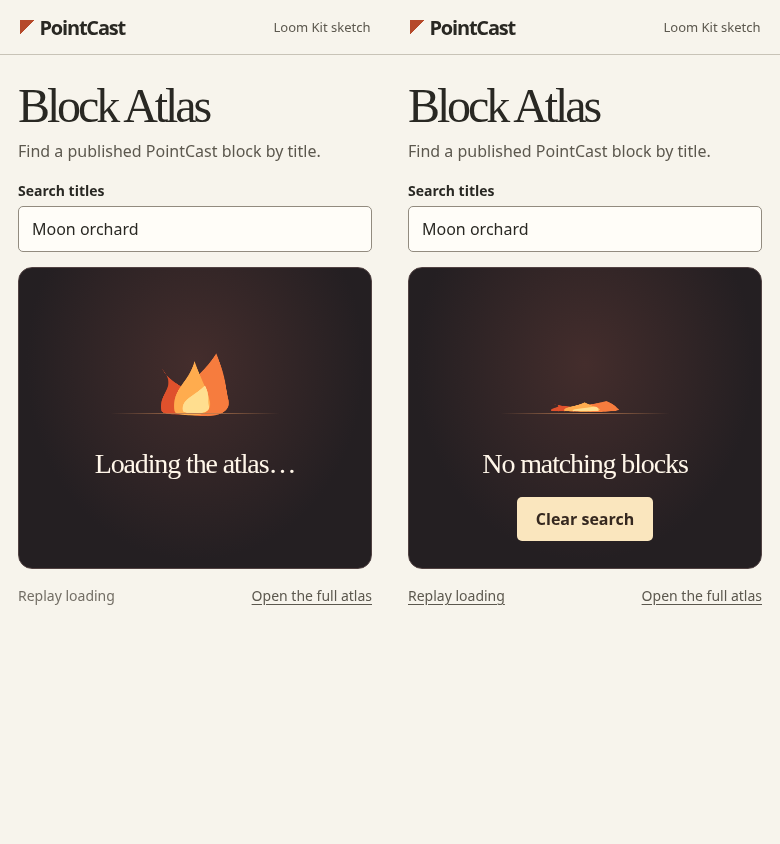 PointCast
Loom Kit sketch
Block Atlas
Find a published PointCast block by title.
Search titles
Moon orchard
Loading the atlas…
Replay loading
Open the full atlas
PointCast
Loom Kit sketch
Block Atlas
Find a published PointCast block by title.
Search titles
Moon orchard
No matching blocks
Clear search
Replay loading
Open the full atlas